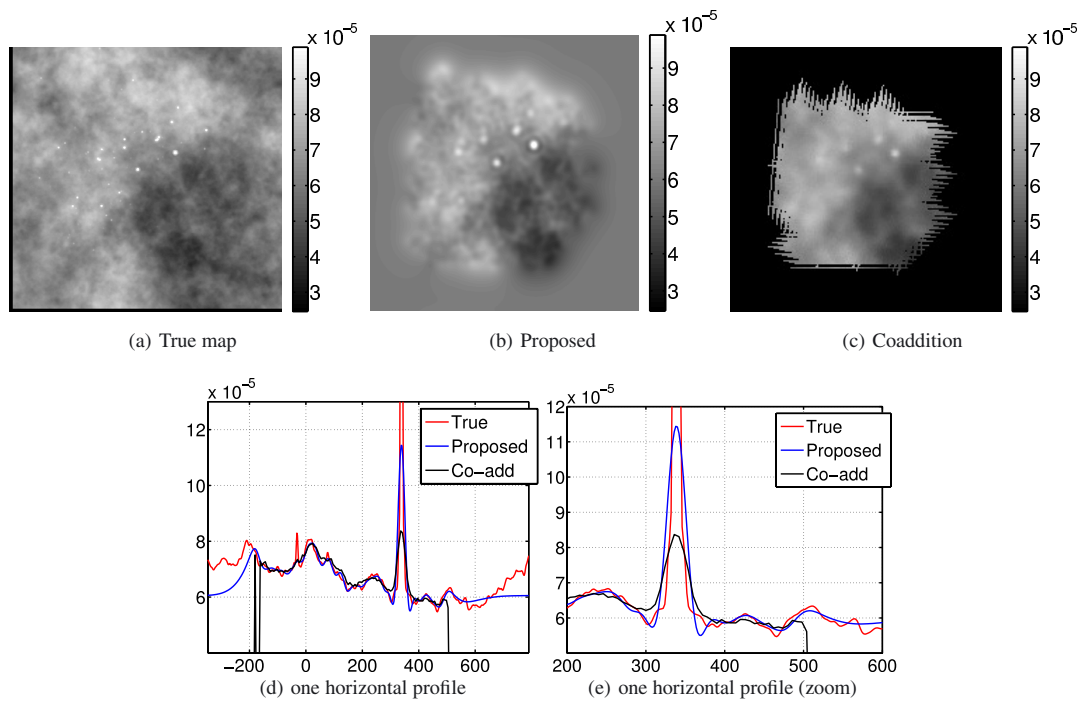 x 10⁻⁵
9
8
7
6
5
4
3
(a) True map
x 10⁻⁵
9
8
7
6
5
4
3
(b) Proposed
x 10⁻⁵
9
8
7
6
5
4
3
(c) Coaddition
x 10⁻⁵
12
10
8
6
True
Proposed
Co−add
−200 0 200 400 600
(d) one horizontal profile
x 10⁻⁵
12
11
10
9
8
7
6
True
Proposed
Co−add
200 300 400 500 600
(e) one horizontal profile (zoom)